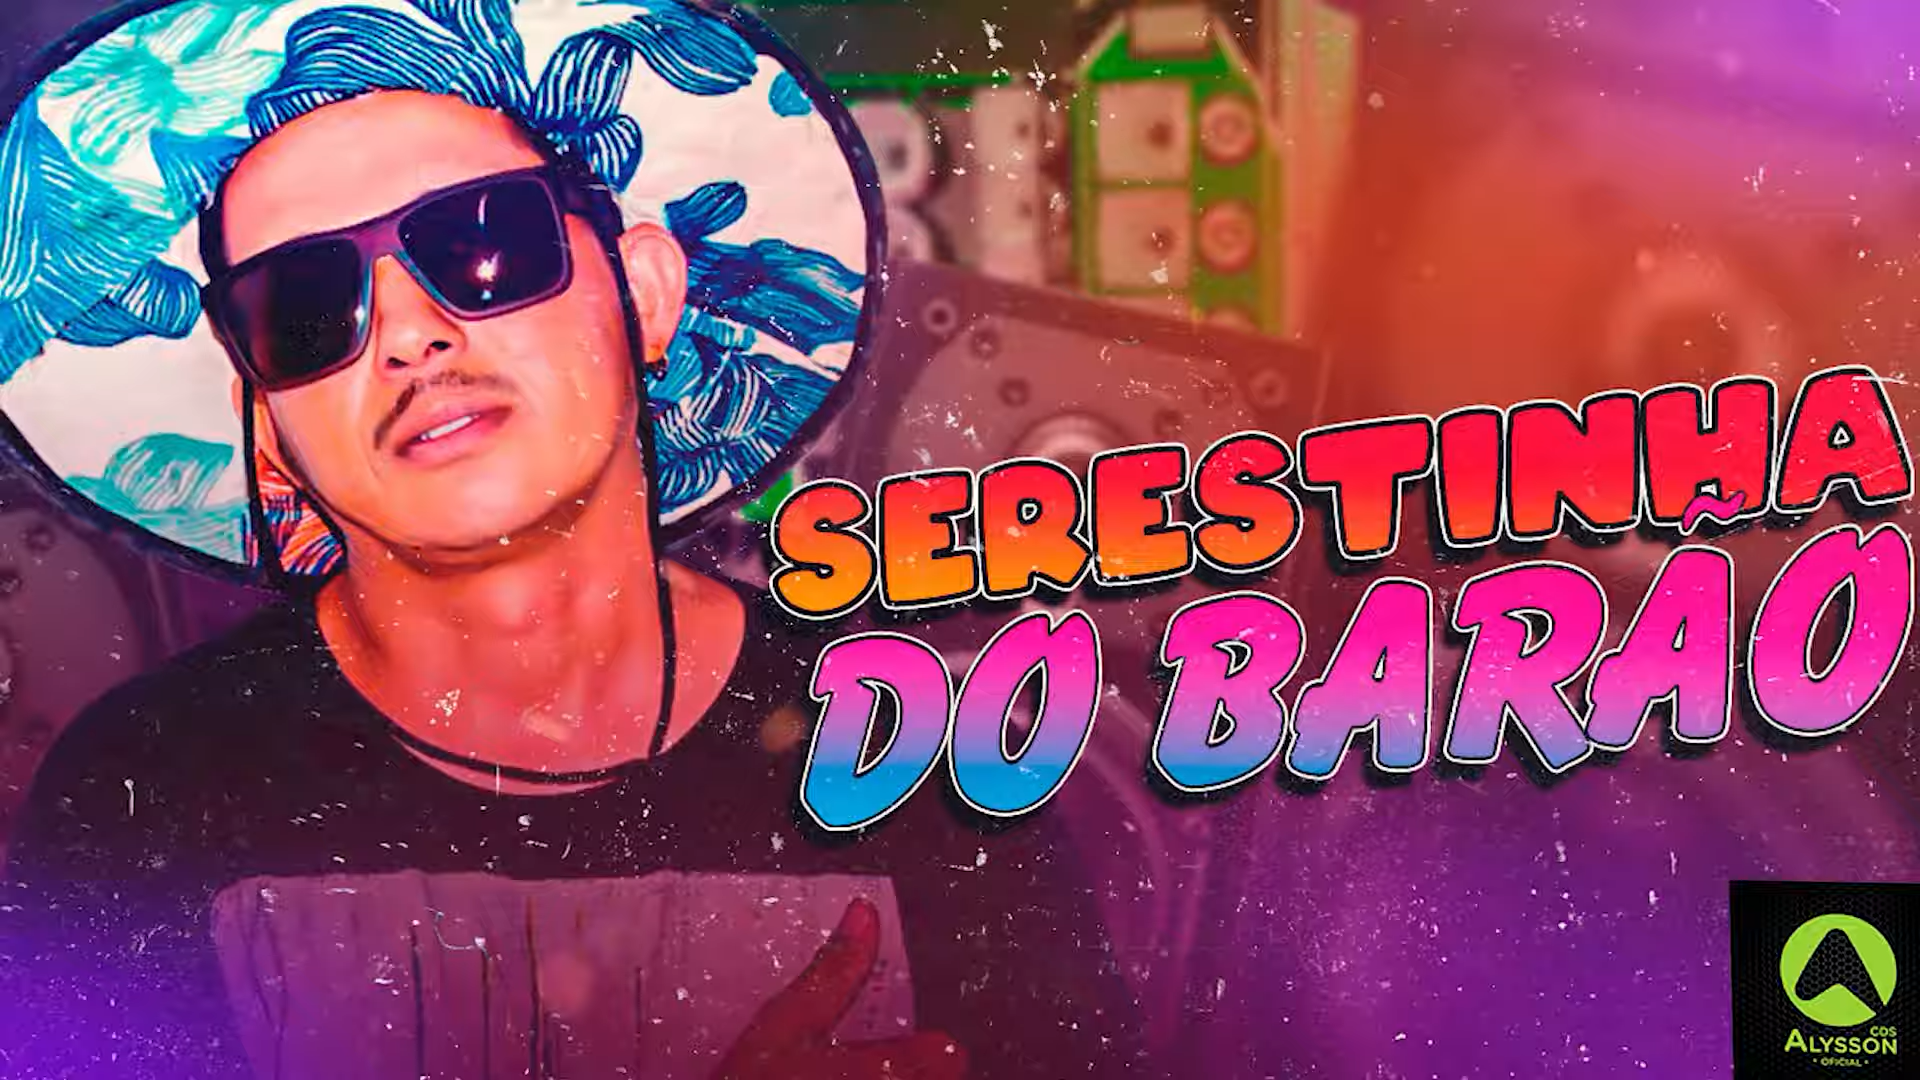 SERESTINHA
DO BARÃO
CDS
ALYSSON
• OFICIAL •